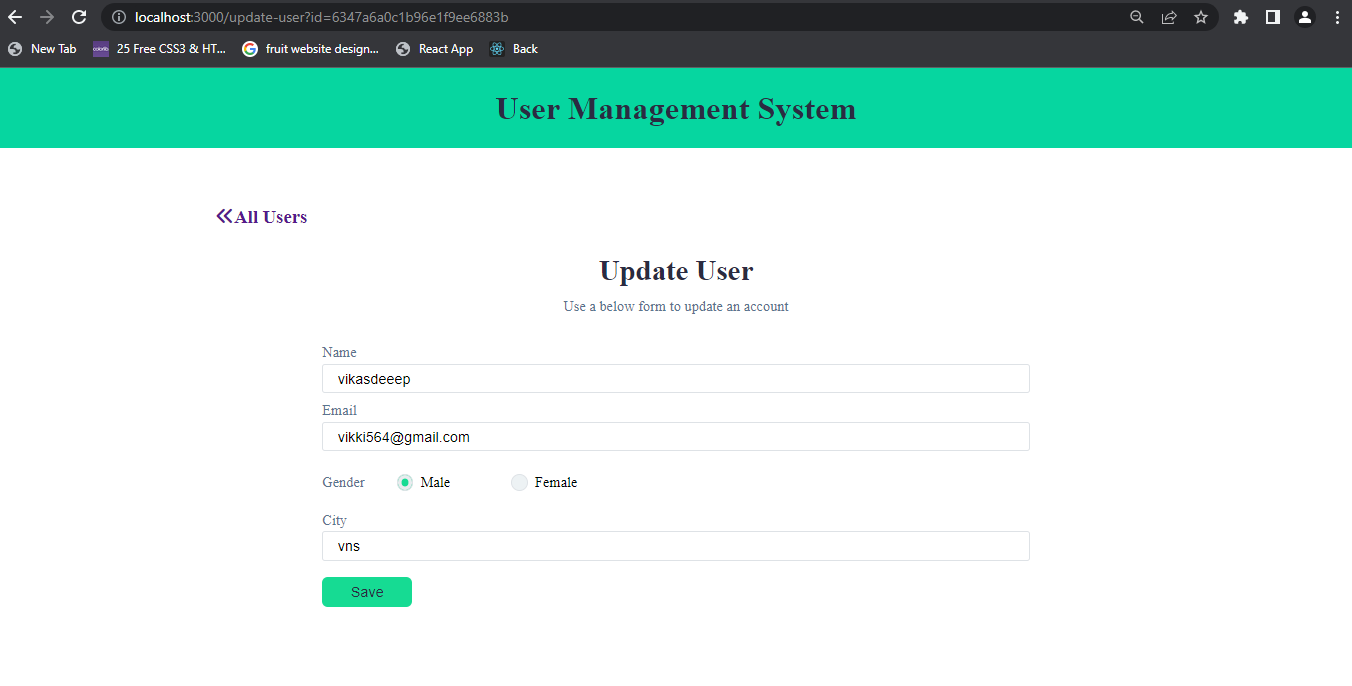 localhost:3000/update-user?id=6347a6a0c1b96e1f9ee6883b
New Tab colorlib 25 Free CSS3 & HT... fruit website design... React App Back
User Management System
All Users
Update User
Use a below form to update an account
Name
vikasdeeep
Email
vikki564@gmail.com
Gender Male Female
City
vns
Save